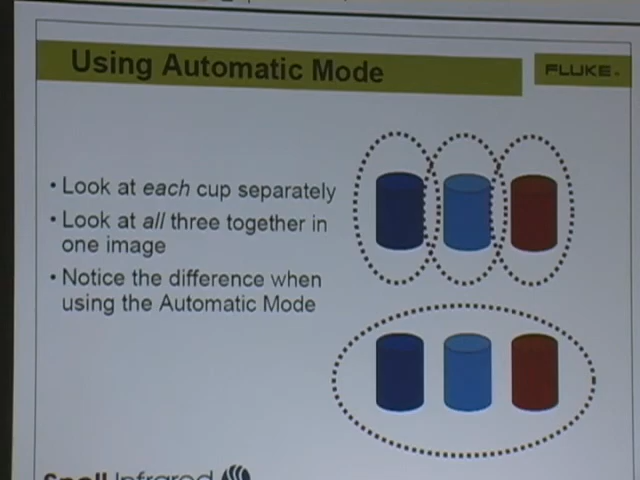 Using Automatic Mode
FLUKE
• Look at each cup separately
• Look at all three together in
one image
• Notice the difference when
using the Automatic Mode
Snell Infrared